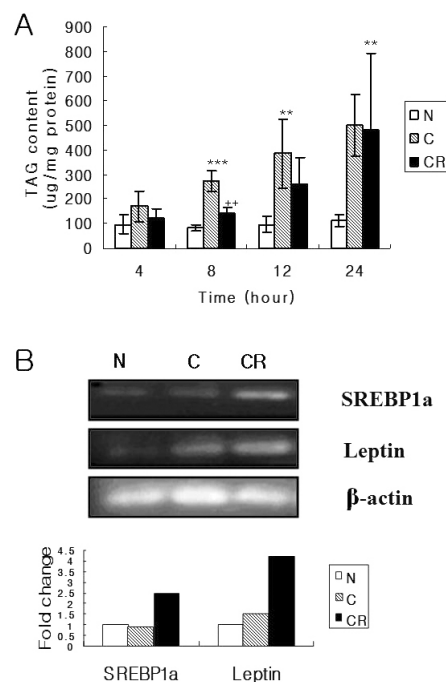 A
TAG content
(ug/mg protein)
900
800
700
600
500
400
300
200
100
0
***
++
**
**
N
C
CR
4 8 12 24
Time (hour)
B
N C CR
SREBP1a
Leptin
β-actin
Fold change
4.5
4
3.5
3
2.5
2
1.5
1
0.5
0
N
C
CR
SREBP1a Leptin